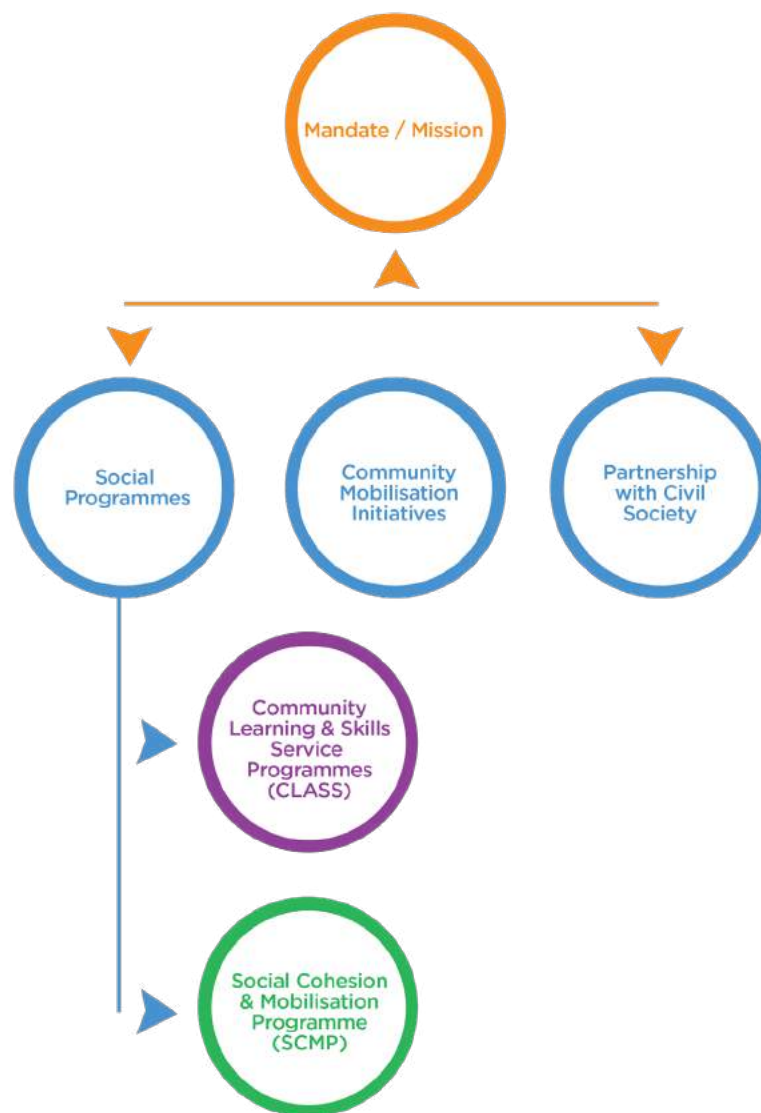 Mandate / Mission
Social
Programmes
Community
Mobilisation
Initiatives
Partnership
with Civil
Society
Community
Learning & Skills
Service
Programmes
(CLASS)
Social Cohesion
& Mobilisation
Programme
(SCMP)